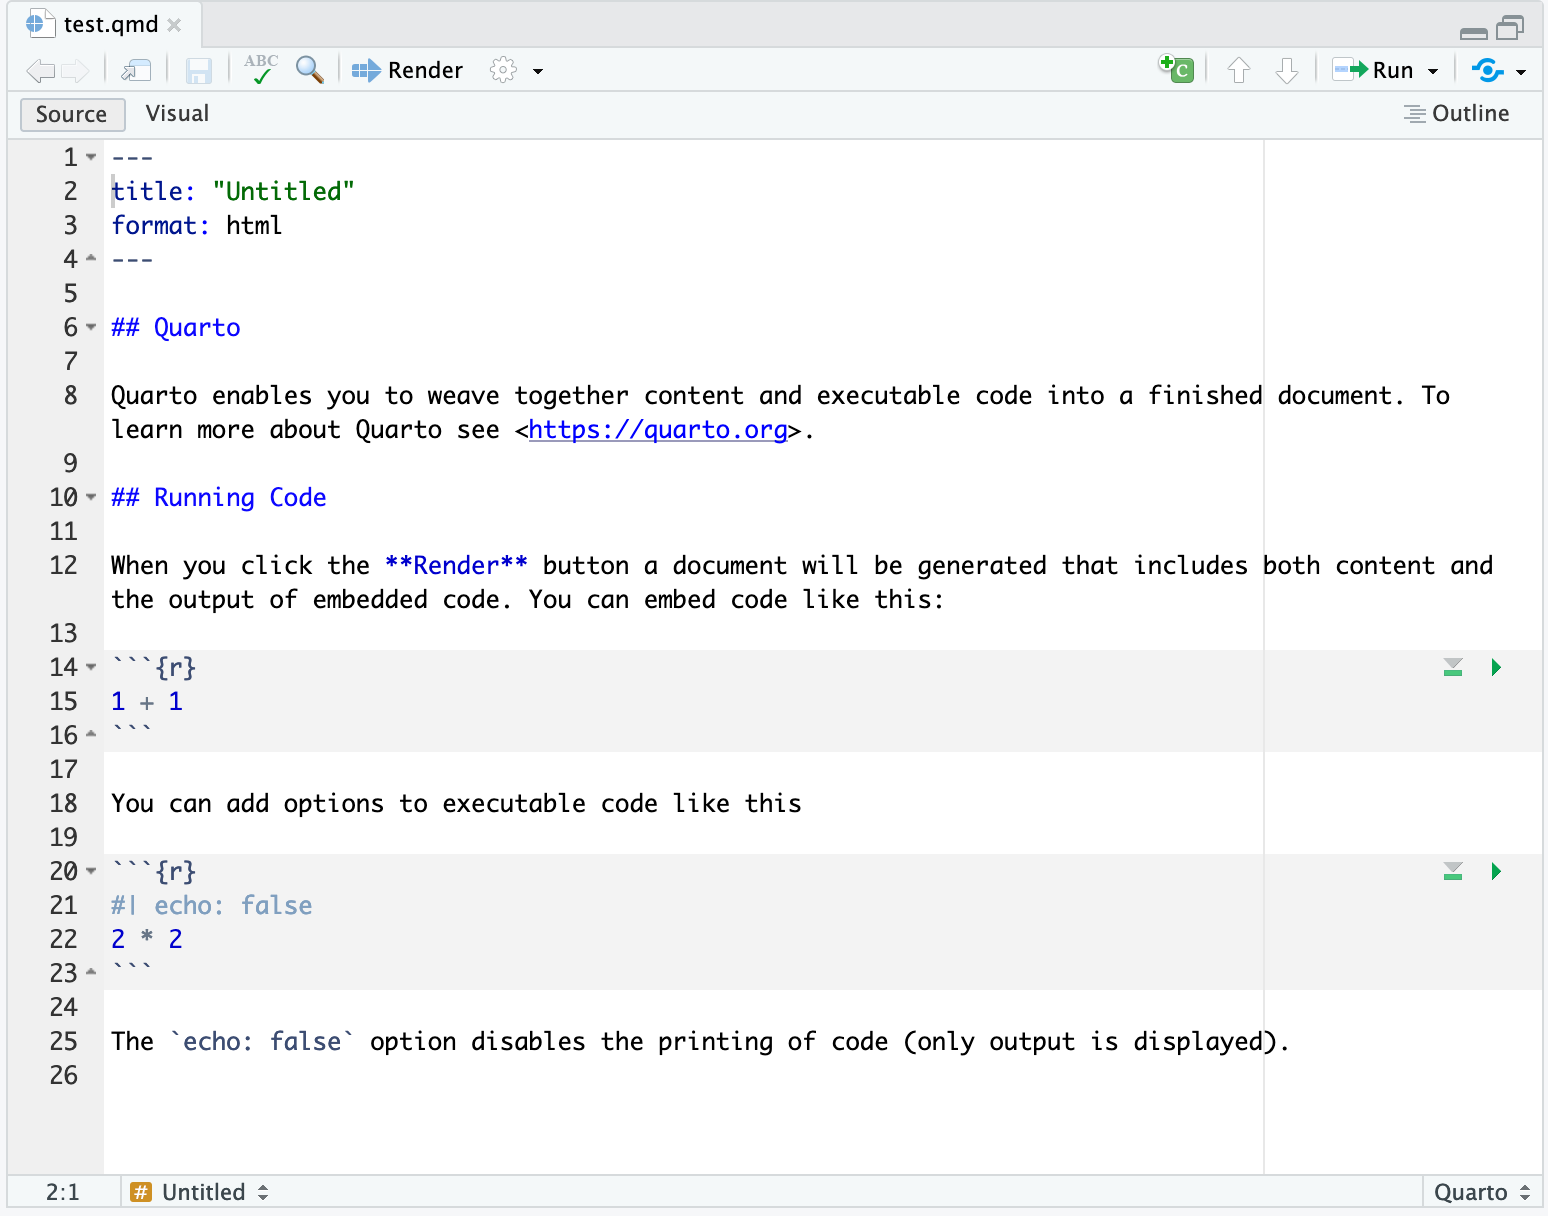 test.qmd
ABC Render Run
Source Visual Outline
1 ---
2 title: "Untitled"
3 format: html
4 ---
5
6 ## Quarto
7
8 Quarto enables you to weave together content and executable code into a finished document. To
learn more about Quarto see <https://quarto.org>.
9
10 ## Running Code
11
12 When you click the **Render** button a document will be generated that includes both content and
the output of embedded code. You can embed code like this:
13
14 ```{r}
15 1 + 1
16 ```
17
18 You can add options to executable code like this
19
20 ```{r}
21 #| echo: false
22 2 * 2
23 ```
24
25 The `echo: false` option disables the printing of code (only output is displayed).
26
2:1 # Untitled Quarto